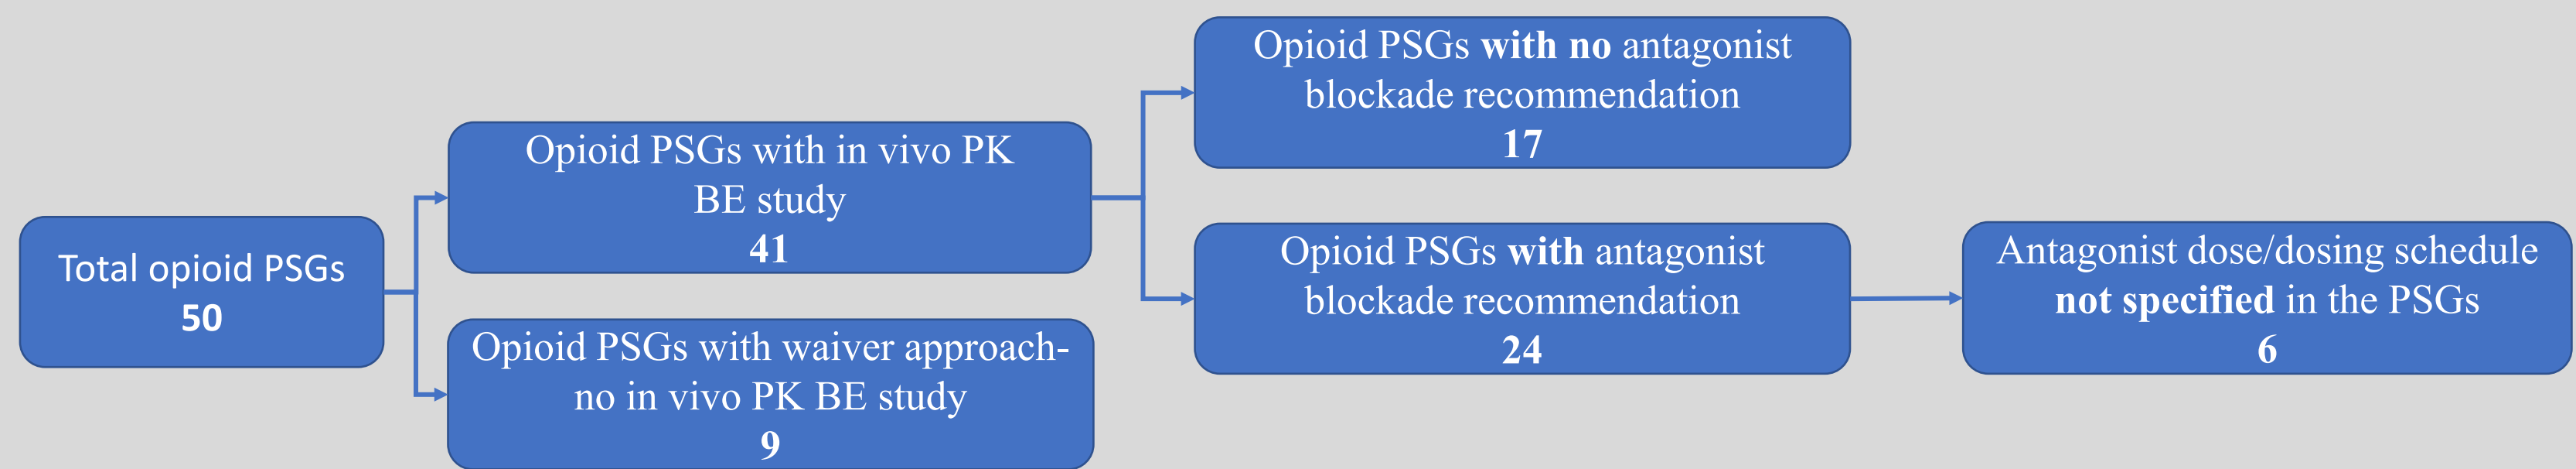 Total opioid PSGs
50
Opioid PSGs with in vivo PK
BE study
41
Opioid PSGs with waiver approach-
no in vivo PK BE study
9
Opioid PSGs with no antagonist
blockade recommendation
17
Opioid PSGs with antagonist
blockade recommendation
24
Antagonist dose/dosing schedule
not specified in the PSGs
6